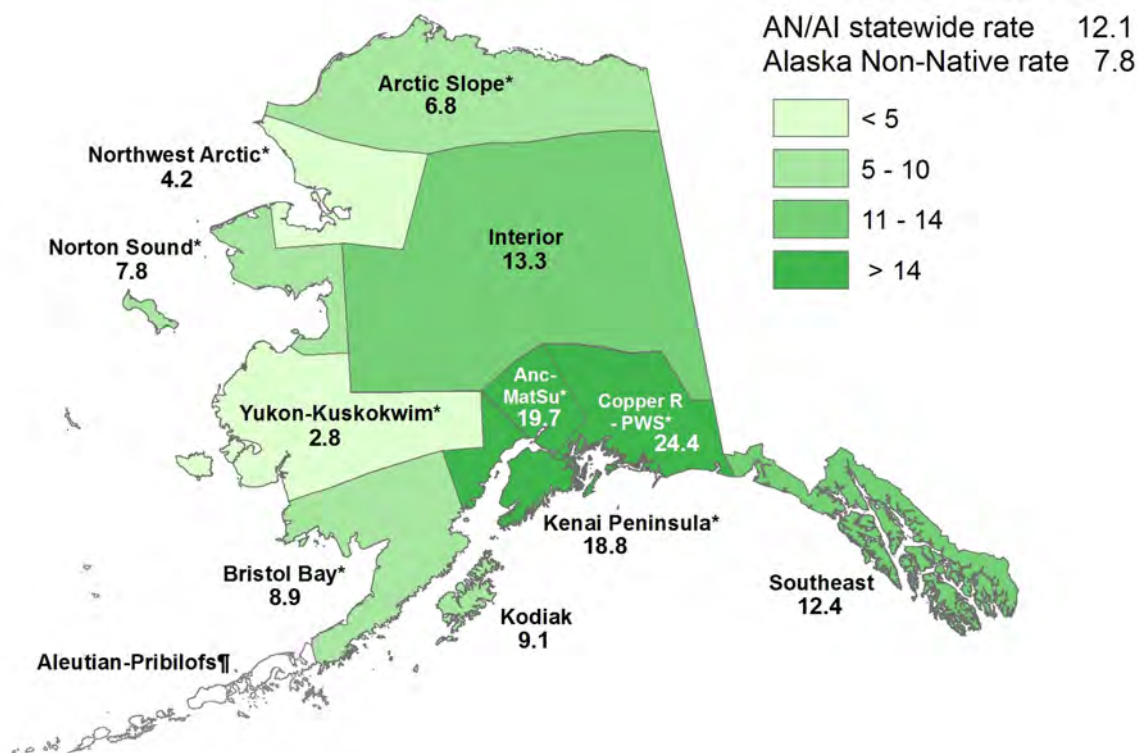 AN/AI statewide rate 12.1
Alaska Non-Native rate 7.8
< 5
5 - 10
11 - 14
> 14
Arctic Slope*
6.8
Northwest Arctic*
4.2
Norton Sound*
7.8
Interior
13.3
Anc-
MatSu*
19.7
Copper R
- PWS*
24.4
Yukon-Kuskokwim*
2.8
Kenai Peninsula*
18.8
Bristol Bay*
8.9
Kodiak
9.1
Southeast
12.4
Aleutian-Pribilofs¶